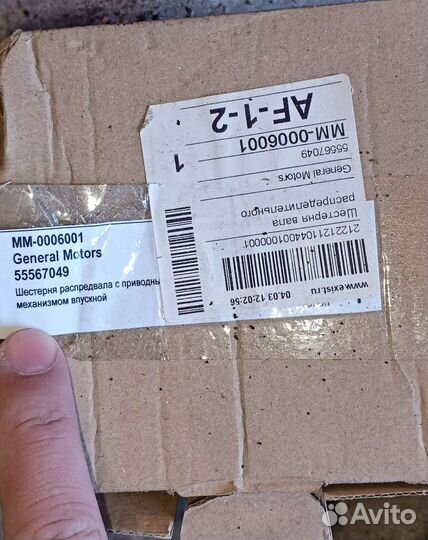 MM-0006001
General Motors
55567049
Шестерня распредвала с приводны
механизмом впускной
AF-1-2
MM-0006001
55567049
1
General Motors
Шестерня вала
распределительного
2122121104400100001
www.exist.ru
04.03 12:02:56
Avito